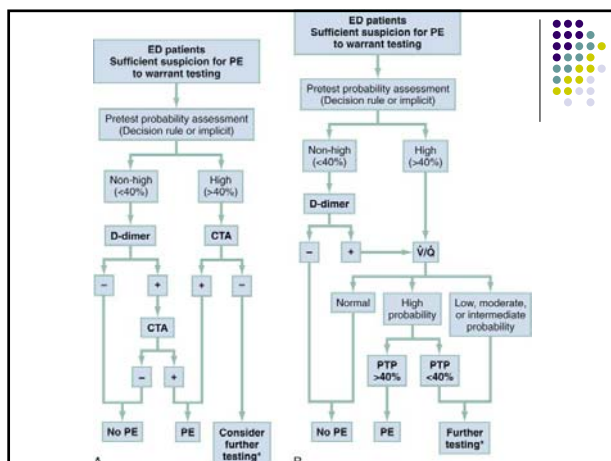 ED patients
Sufficient suspicion for PE
to warrant testing
Pretest probability assessment
(Decision rule or implicit)
Non-high
(<40%)
High
(>40%)
D-dimer
CTA
–
+
+
–
CTA
–
+
No PE
PE
Consider
further
testing*
A
ED patients
Sufficient suspicion for PE
to warrant testing
Pretest probability assessment
(Decision rule or implicit)
Non-high
(<40%)
High
(>40%)
D-dimer
–
+
V̇/Q̇
Normal
High
probability
Low, moderate,
or intermediate
probability
PTP
>40%
PTP
<40%
No PE
PE
Further
testing*
B